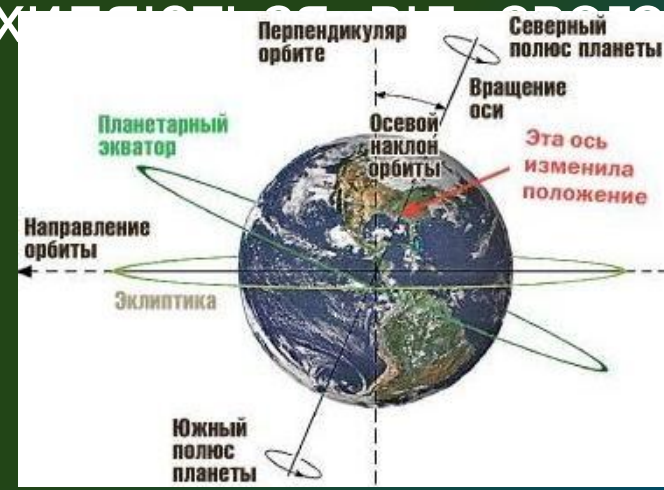 Перпендикуляр
орбите
Северный
полюс планеты
Вращение
оси
Осевой
наклон
орбиты
Эта ось
изменила
положение
Планетарный
экватор
Направление
орбиты
Эклиптика
Южный
полюс
планеты